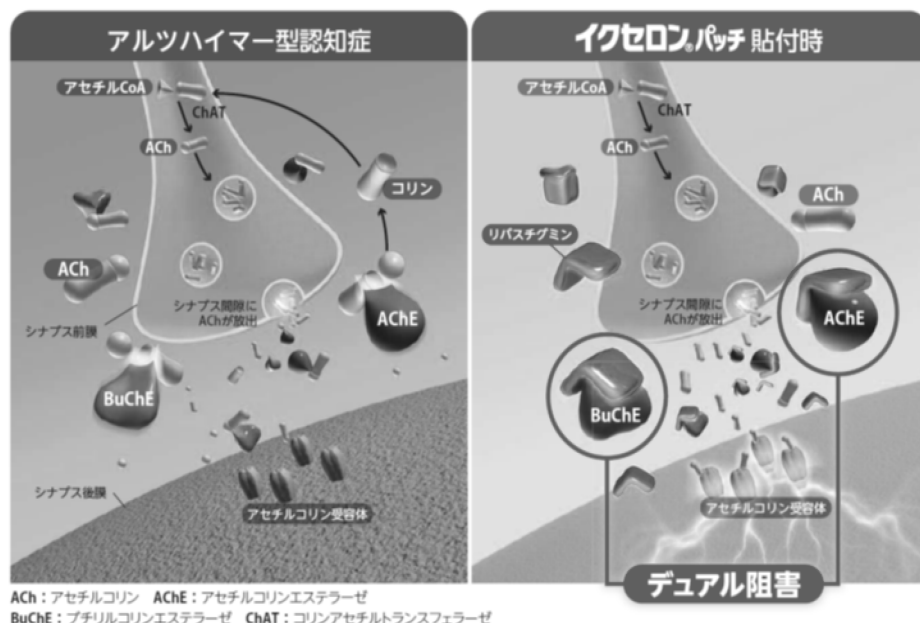 アルツハイマー型認知症
アセチルCoA
ChAT
ACh
コリン
ACh
シナプス間隙に
AChが放出
AChE
シナプス前膜
BuChE
シナプス後膜
アセチルコリン受容体
イクセロン®パッチ 貼付時
アセチルCoA
ChAT
ACh
ACh
リバスチグミン
シナプス間隙に
AChが放出
AChE
BuChE
アセチルコリン受容体
デュアル阻害
ACh：アセチルコリン AChE：アセチルコリンエステラーゼ
BuChE：ブチリルコリンエステラーゼ ChAT：コリンアセチルトランスフェラーゼ